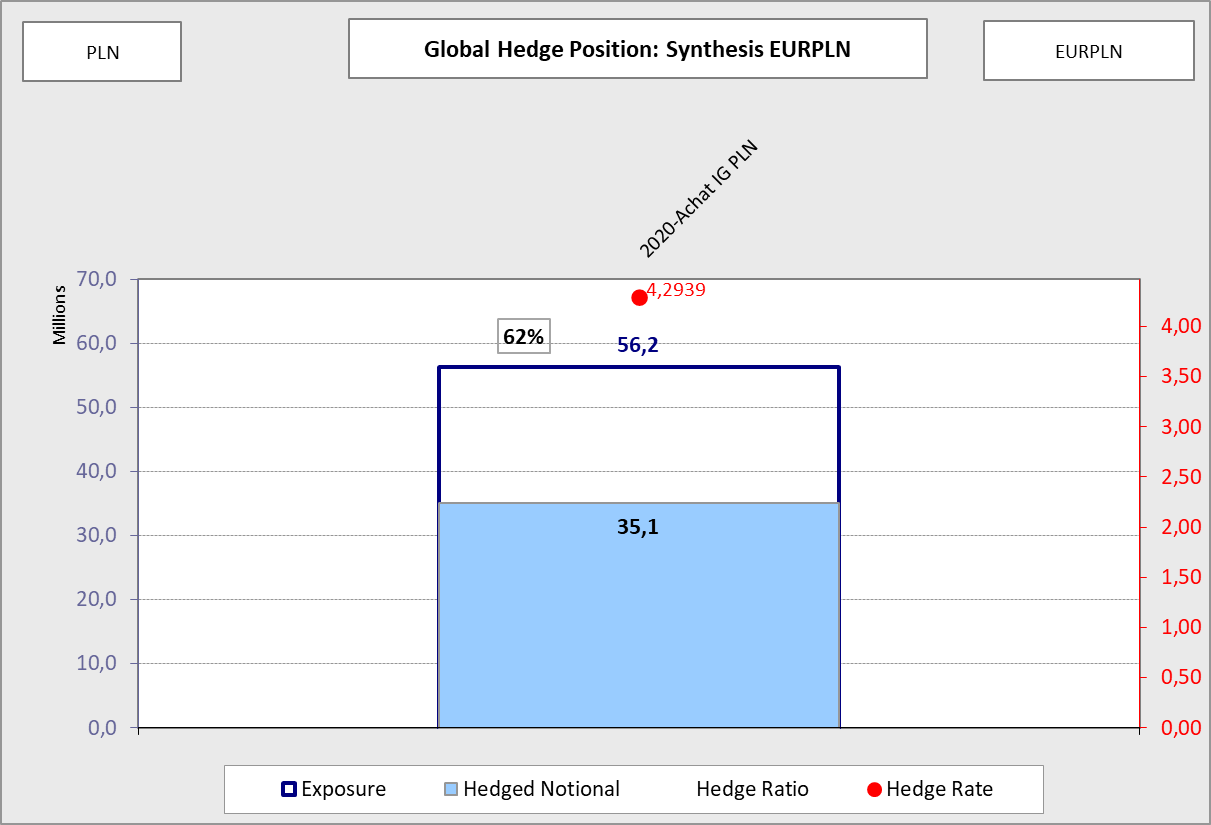 PLN
Global Hedge Position: Synthesis EURPLN
EURPLN
2020-Achat IG PLN
Millions
70,0
60,0
50,0
40,0
30,0
20,0
10,0
0,0
4,2939
62%
56,2
35,1
4,00
3,50
3,00
2,50
2,00
1,50
1,00
0,50
0,00
Exposure
Hedged Notional
Hedge Ratio
Hedge Rate